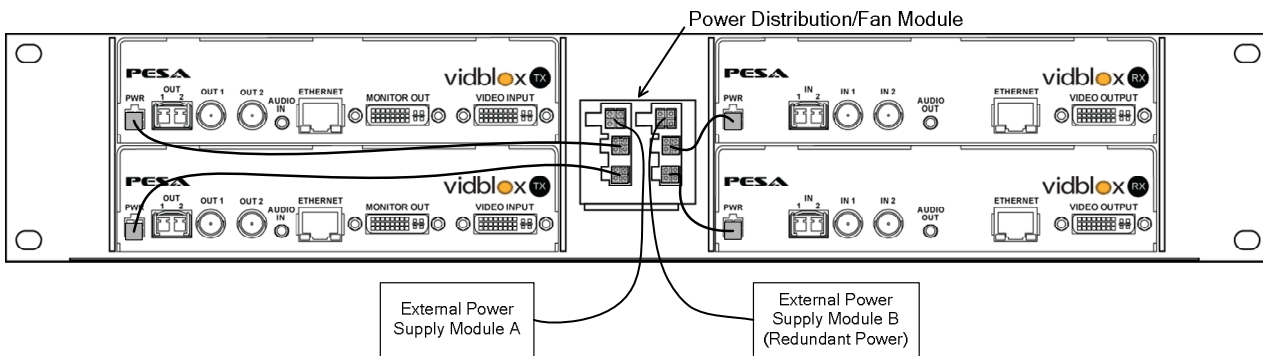 Power Distribution/Fan Module
PESA
vidblox TX
PWR
OUT
1 2
OUT 1
OUT 2
AUDIO
IN
ETHERNET
MONITOR OUT
VIDEO INPUT
PESA
vidblox RX
PWR
IN
1 2
IN 1
IN 2
AUDIO
OUT
ETHERNET
VIDEO OUTPUT
PESA
vidblox TX
PWR
OUT
1 2
OUT 1
OUT 2
AUDIO
IN
ETHERNET
MONITOR OUT
VIDEO INPUT
PESA
vidblox RX
PWR
IN
1 2
IN 1
IN 2
AUDIO
OUT
ETHERNET
VIDEO OUTPUT
External Power
Supply Module A
External Power
Supply Module B
(Redundant Power)